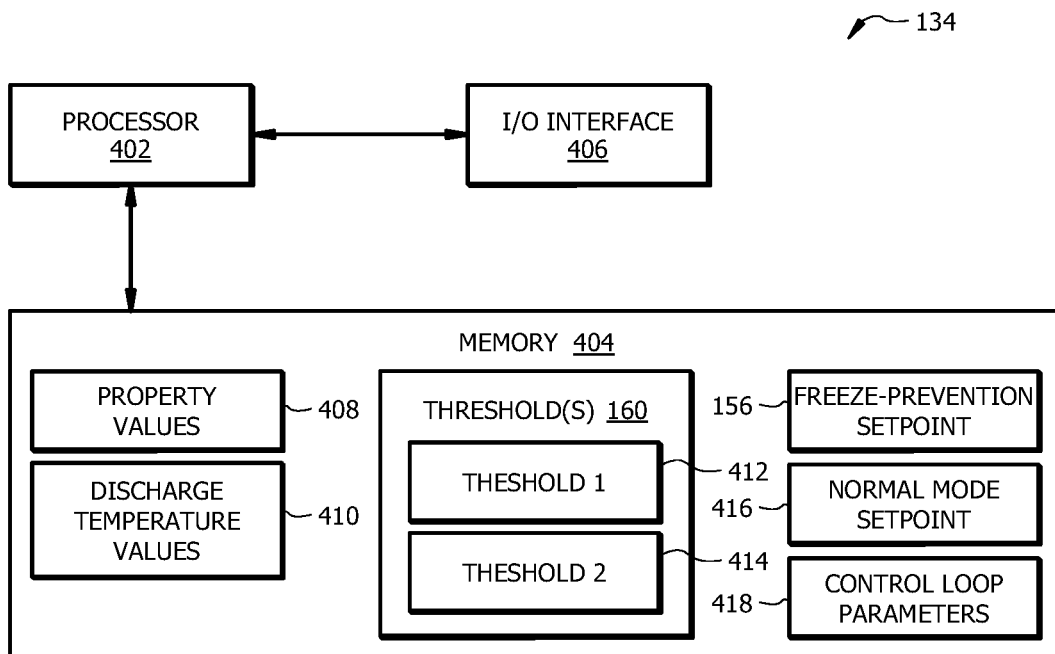 134
PROCESSOR
402
I/O INTERFACE
406
MEMORY 404
PROPERTY
VALUES
408
DISCHARGE
TEMPERATURE
VALUES
410
THRESHOLD(S) 160
THESHOLD 1
412
THESHOLD 2
414
156
FREEZE-PREVENTION
SETPOINT
416
NORMAL MODE
SETPOINT
418
CONTROL LOOP
PARAMETERS